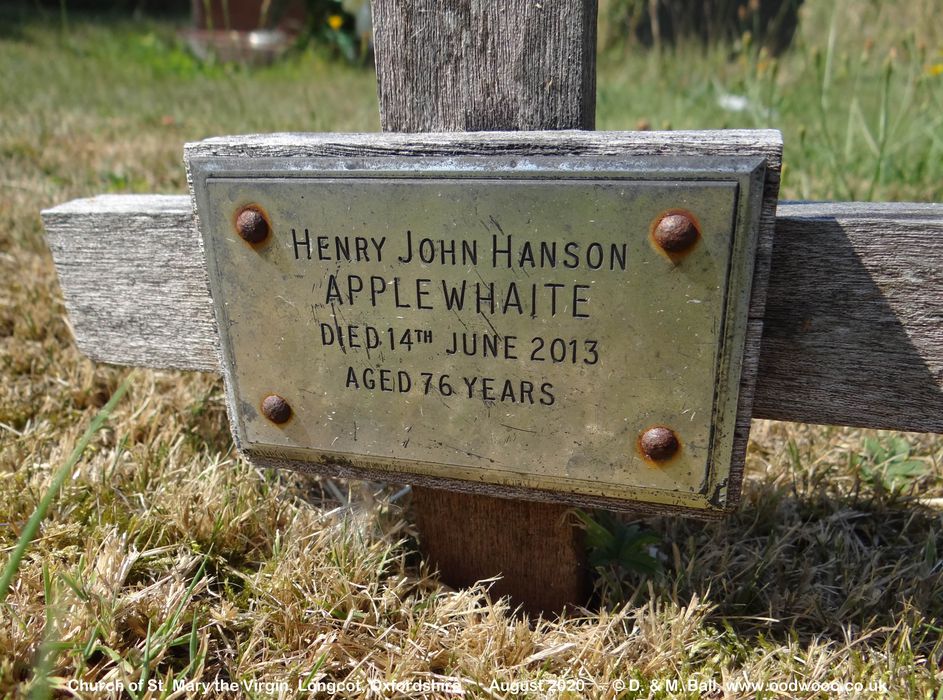 Henry John Hanson
APPLEWHAITE
DIED 14TH JUNE 2013
AGED 76 YEARS
Church of St. Mary the Virgin, Longcot, Oxfordshire - August 2020 - © D. & M. Ball, www.oodwooc.co.uk